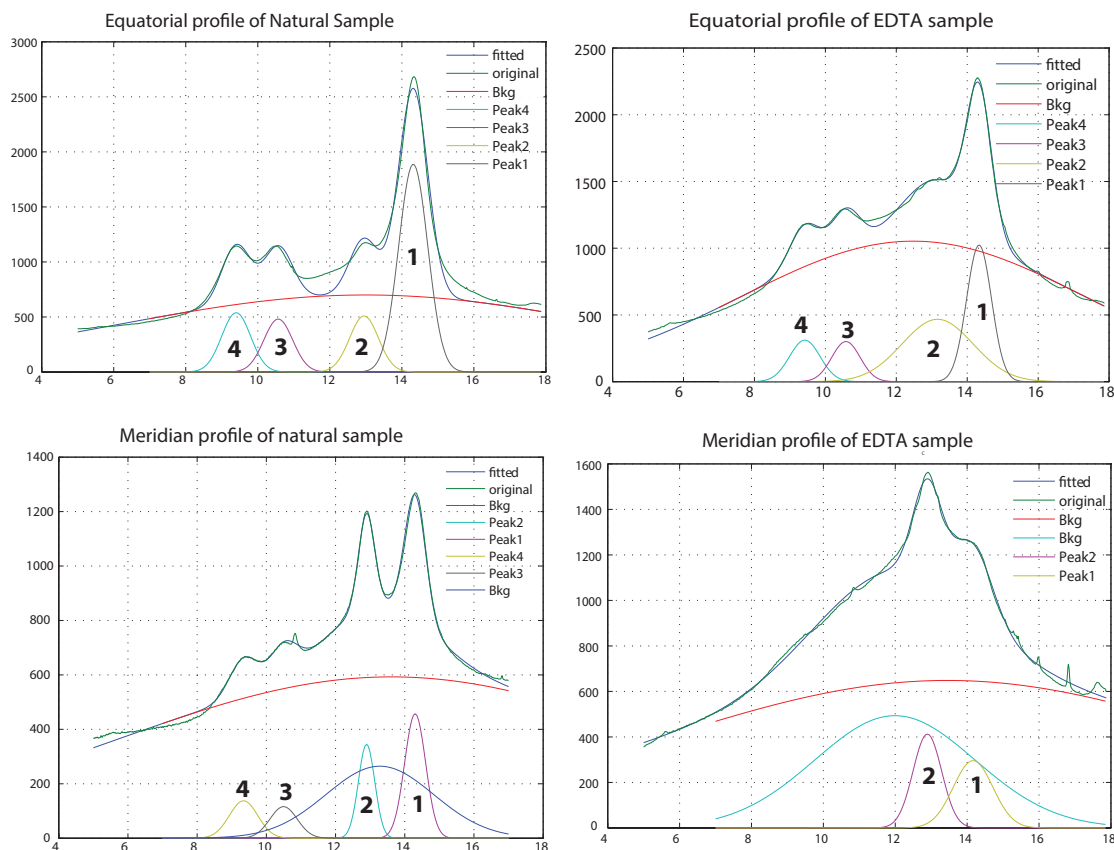 Equatorial profile of Natural Sample
3000
2500
2000
1500
1000
500
0
4
6
8
10
12
14
16
18
fitted
original
Bkg
Peak4
Peak3
Peak2
Peak1
4
3
2
1
Equatorial profile of EDTA sample
2500
2000
1500
1000
500
0
4
6
8
10
12
14
16
18
fitted
original
Bkg
Peak4
Peak3
Peak2
Peak1
4
3
2
1
Meridian profile of natural sample
1400
1200
1000
800
600
400
200
0
4
6
8
10
12
14
16
18
fitted
original
Bkg
Peak2
Peak1
Peak4
Peak3
Bkg
4
3
2
1
Meridian profile of EDTA sample
c
1600
1400
1200
1000
800
600
400
200
0
4
6
8
10
12
14
16
18
fitted
original
Bkg
Bkg
Peak2
Peak1
2
1